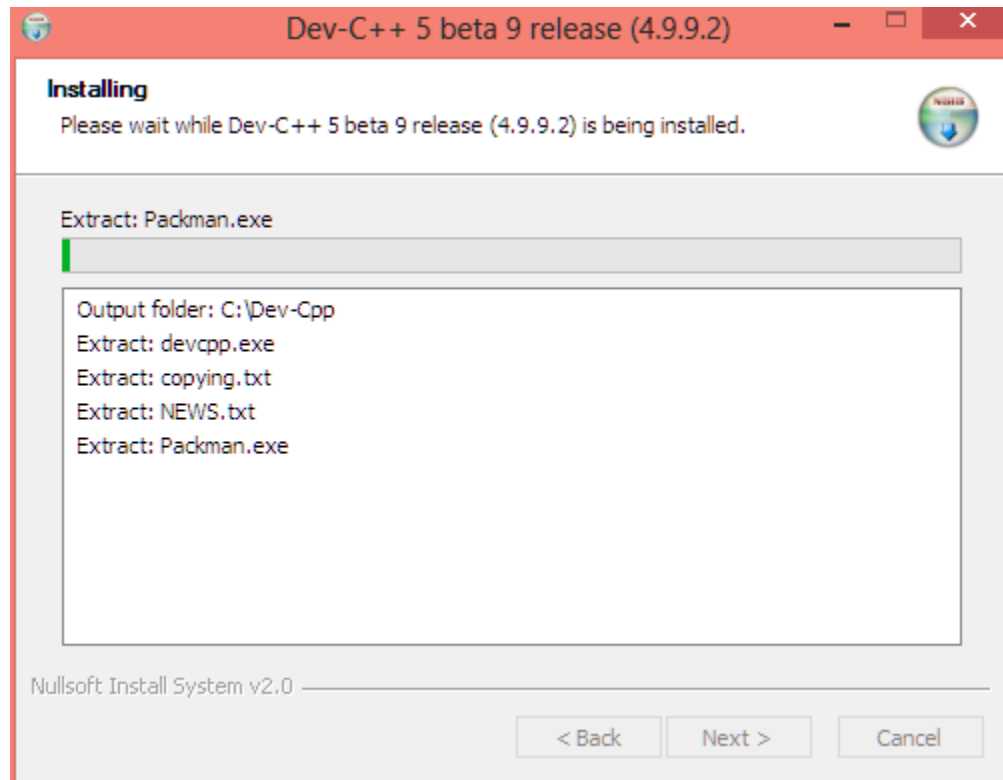 Dev-C++ 5 beta 9 release (4.9.9.2)
Installing
Please wait while Dev-C++ 5 beta 9 release (4.9.9.2) is being installed.
Extract: Packman.exe
Output folder: C:\Dev-Cpp
Extract: devcpp.exe
Extract: copying.txt
Extract: NEWS.txt
Extract: Packman.exe
Nullsoft Install System v2.0
< Back
Next >
Cancel